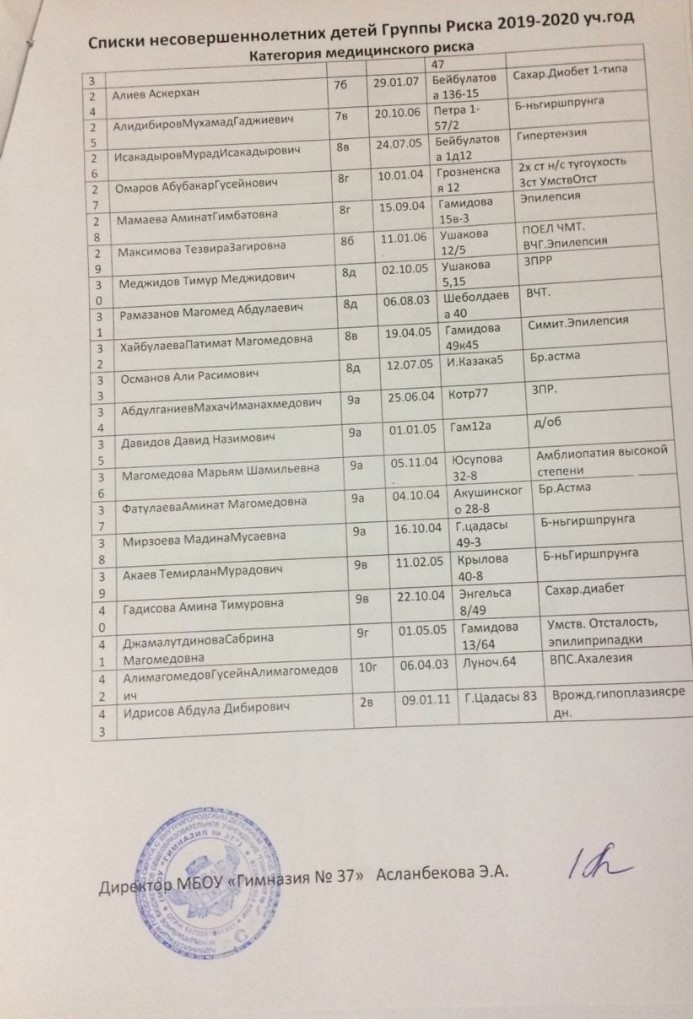 Списки несовершеннолетних детей Группы Риска 2019-2020 уч.год
Категория медицинского риска
3 47
2 Алиев Аскерхан 7б 29.01.07 Бейбулатов Сахар.Диобет 1-типа
4 а 136-15
2 АлидибировМухамадГаджиевич 7в 20.10.06 Петра 1- Б-ньгиршпрунга
5 57/2
2 ИсакадыровМурадИсакадырович 8в 24.07.05 Бейбулатов Гипертензия
6 а 1д12
2 Омаров АбубакарГусейнович 8г 10.01.04 Грозненска 2х ст н/с тугоухость
7 я 12 3ст УмствОтст
2 Мамаева АминатГимбатовна 8г 15.09.04 Гамидова Эпилепсия
8 15в-3
2 Максимова ТезвираЗагировна 8б 11.01.06 Ушакова ПОЕЛ ЧМТ.
9 12/5 ВЧГ.Эпилепсия
3 Меджидов Тимур Меджидович 8д 02.10.05 Ушакова ЗПРР
0 5,15
3 Рамазанов Магомед Абдулаевич 8д 06.08.03 Шеболдаев ВЧТ.
1 а 40
3 ХайбулаеваПатимат Магомедовна 8в 19.04.05 Гамидова Симит.Эпилепсия
2 49к45
3 Османов Али Расимович 8д 12.07.05 И.Казака5 Бр.астма
3
3 АбдулганиевМахачИманахмедович 9а 25.06.04 Котр77 ЗПР.
4
3 Давидов Давид Назимович 9а 01.01.05 Гам12а д/об
5
3 Магомедова Марьям Шамильевна 9а 05.11.04 Юсупова Амблиопатия высокой
6 32-8 степени
3 ФатулаеваАминат Магомедовна 9а 04.10.04 Акушинског Бр.Астма
7 о 28-8
3 Мирзоева МадинаМусаевна 9а 16.10.04 Г.цадасы Б-ньгиршпрунга
8 49-3
3 Акаев ТемирланМурадович 9в 11.02.05 Крылова Б-ньГиршпрунга
9 40-8
4 Гадисова Амина Тимуровна 9в 22.10.04 Энгельса Сахар.диабет
0 8/49
4 ДжамалутдиноваСабрина 9г 01.05.05 Гамидова Умств. Отсталость,
1 Магомедовна 13/64 эпилиприпадки
4 АлимагомедовГусейнАлимагомедов 10г 06.04.03 Луноч.64 ВПС.Ахалезия
2 ич
4 Идрисов Абдула Дибирович 2в 09.01.11 Г.Цадасы 83 Врожд.гипоплазиясре
3 дн.
Директор МБОУ «Гимназия № 37» Асланбекова Э.А.